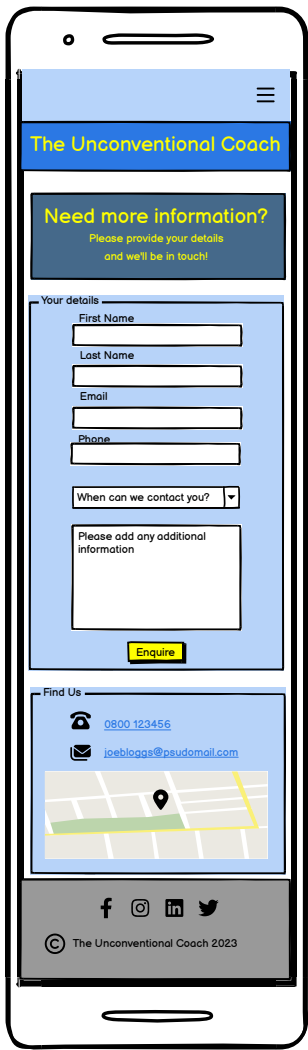 The Unconventional Coach
Need more information?
Please provide your details
and we'll be in touch!
Your details
First Name
Last Name
Email
Phone
When can we contact you?
Please add any additional
information
Enquire
Find Us
0800 123456
joebloggs@psudomail.com
© The Unconventional Coach 2023